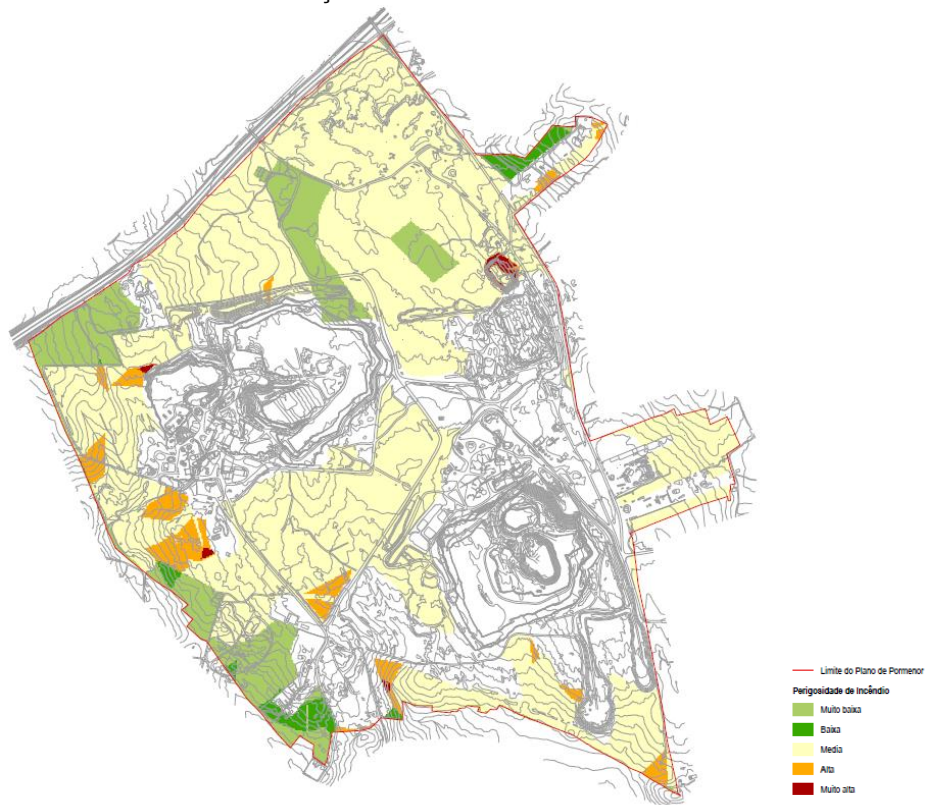 Limite do Plano de Pormenor
Perigosidade de Incêndio
Muito baixa
Baixa
Media
Alta
Muito alta